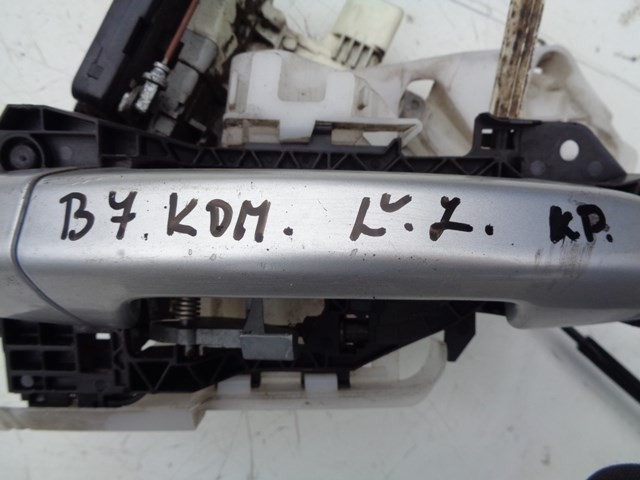 B7. KOM. Ľ. Z. KP.